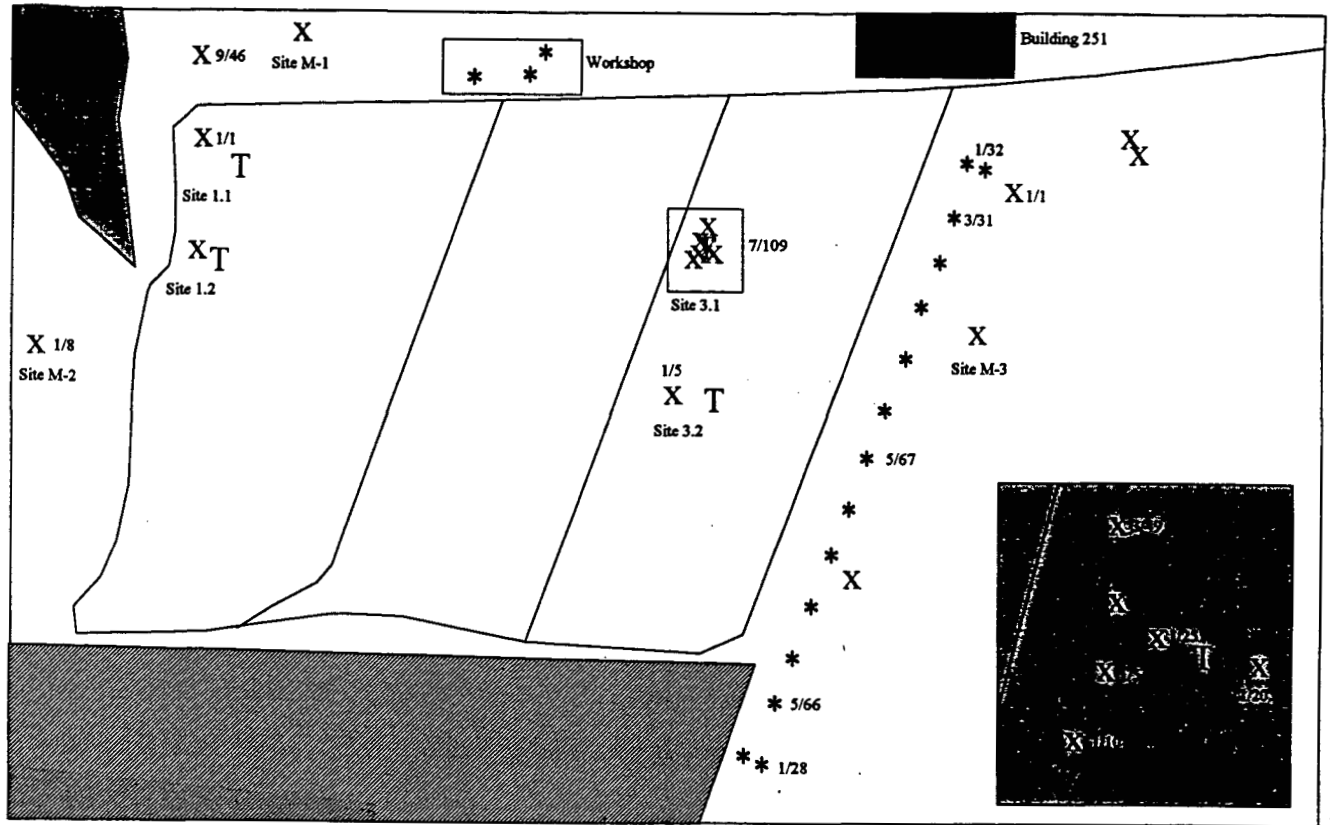 X 9/46
X
Site M-1
* * *
Workshop
Building 251
X 1/1
T
Site 1.1
X T
Site 1.2
X 1/8
Site M-2
7/109
Site 3.1
1/5
X T
Site 3.2
1/32
* *
X 1/1
X
X
* 3/31
*
*
X
Site M-3
*
*
* 5/67
*
*
X
*
*
* 5/66
* * 1/28
X
X
X
T
X
X
X